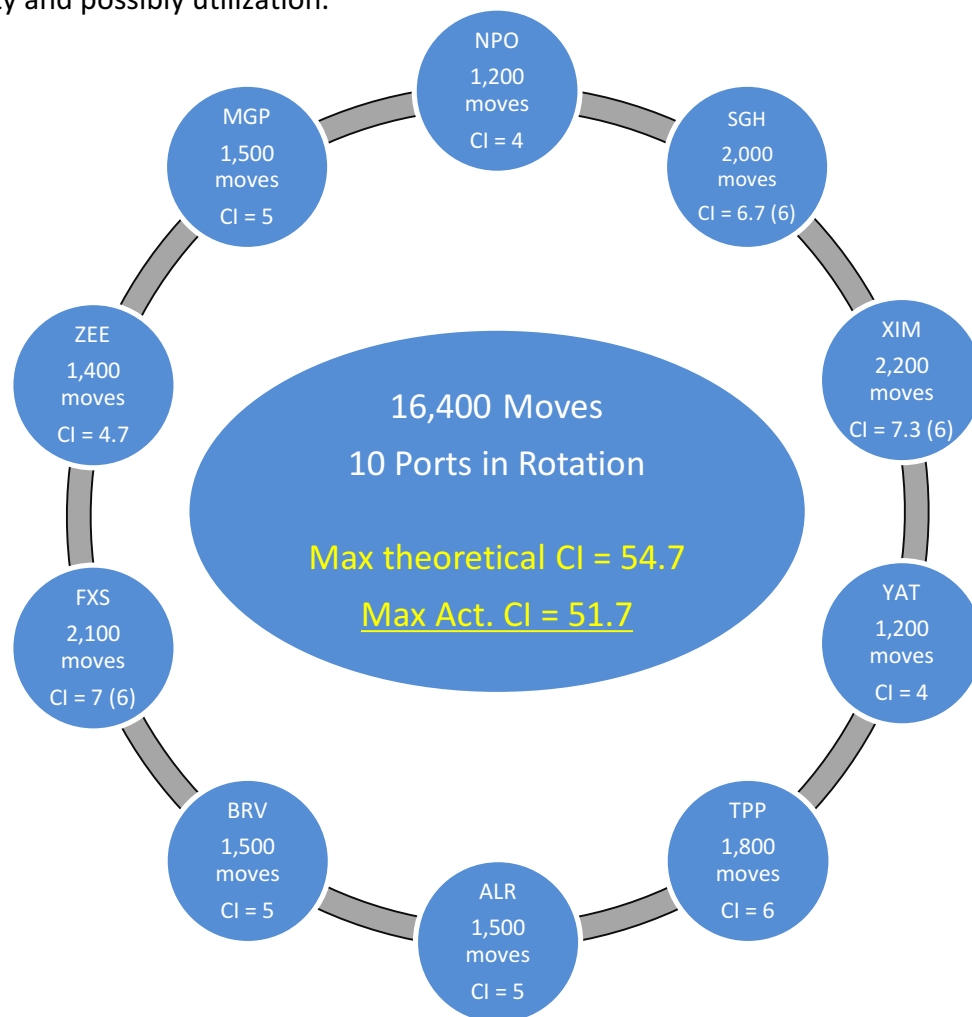 ty and possibly utilization.
NPO
1,200
moves
CI = 4
SGH
2,000
moves
CI = 6.7 (6)
XIM
2,200
moves
CI = 7.3 (6)
YAT
1,200
moves
CI = 4
TPP
1,800
moves
CI = 6
ALR
1,500
moves
CI = 5
BRV
1,500
moves
CI = 5
FXS
2,100
moves
CI = 7 (6)
ZEE
1,400
moves
CI = 4.7
MGP
1,500
moves
CI = 5
16,400 Moves
10 Ports in Rotation
Max theoretical CI = 54.7
Max Act. CI = 51.7